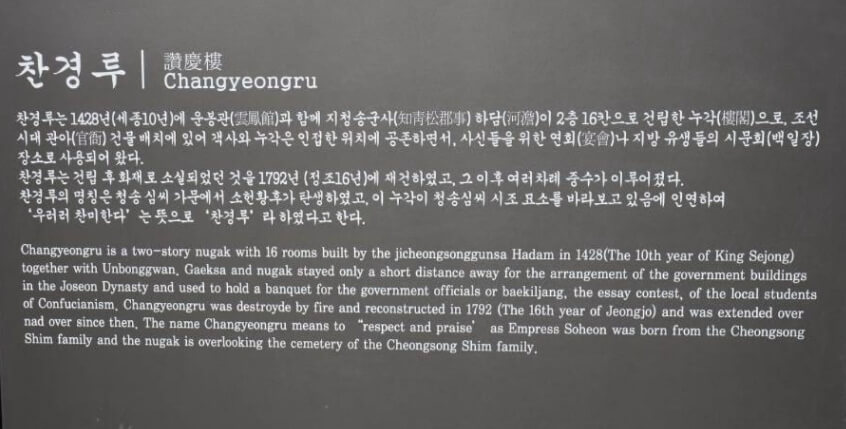 찬경루 | 讚慶樓
Changyeongru
찬경루는 1428년(세종10년)에 운봉관(雲鳳館)과 함께 지청송군사(知靑松郡事) 하담(河澹)이 2층 16칸으로 건립한 누각(樓閣)으로, 조선
시대 관아(官衙) 건물 배치에 있어 객사와 누각은 인접한 위치에 공존하면서, 사신들을 위한 연회(宴會)나 지방 유생들의 시문회(백일장)
장소로 사용되어 왔다.
찬경루는 건립 후 화재로 소실되었던 것을 1792년 (정조16년)에 재건하였고, 그 이후 여러차례 중수가 이루어졌다.
찬경루의 명칭은 청송 심씨 가문에서 소헌황후가 탄생하였고, 이 누각이 청송심씨 시조 묘소를 바라보고 있음에 인연하여
‘우러러 찬미한다’는 뜻으로 ‘찬경루’라 하였다고 한다.
Changyeongru is a two-story nugak with 16 rooms built by the jicheongsonggunsa Hadam in 1428(The 10th year of King Sejong)
together with Unbonggwan. Gaeksa and nugak stayed only a short distance away for the arrangement of the government buildings
in the Joseon Dynasty and used to hold a banquet for the government officials or baekiljang, the essay contest, of the local students
of Confucianism. Changyeongru was destroyde by fire and reconstructed in 1792 (The 16th year of Jeongjo) and was extended over
nad over since then. The name Changyeongru means to “respect and praise’ as Empress Soheon was born from the Cheongsong
Shim family and the nugak is overlooking the cemetery of the Cheongsong Shim family.